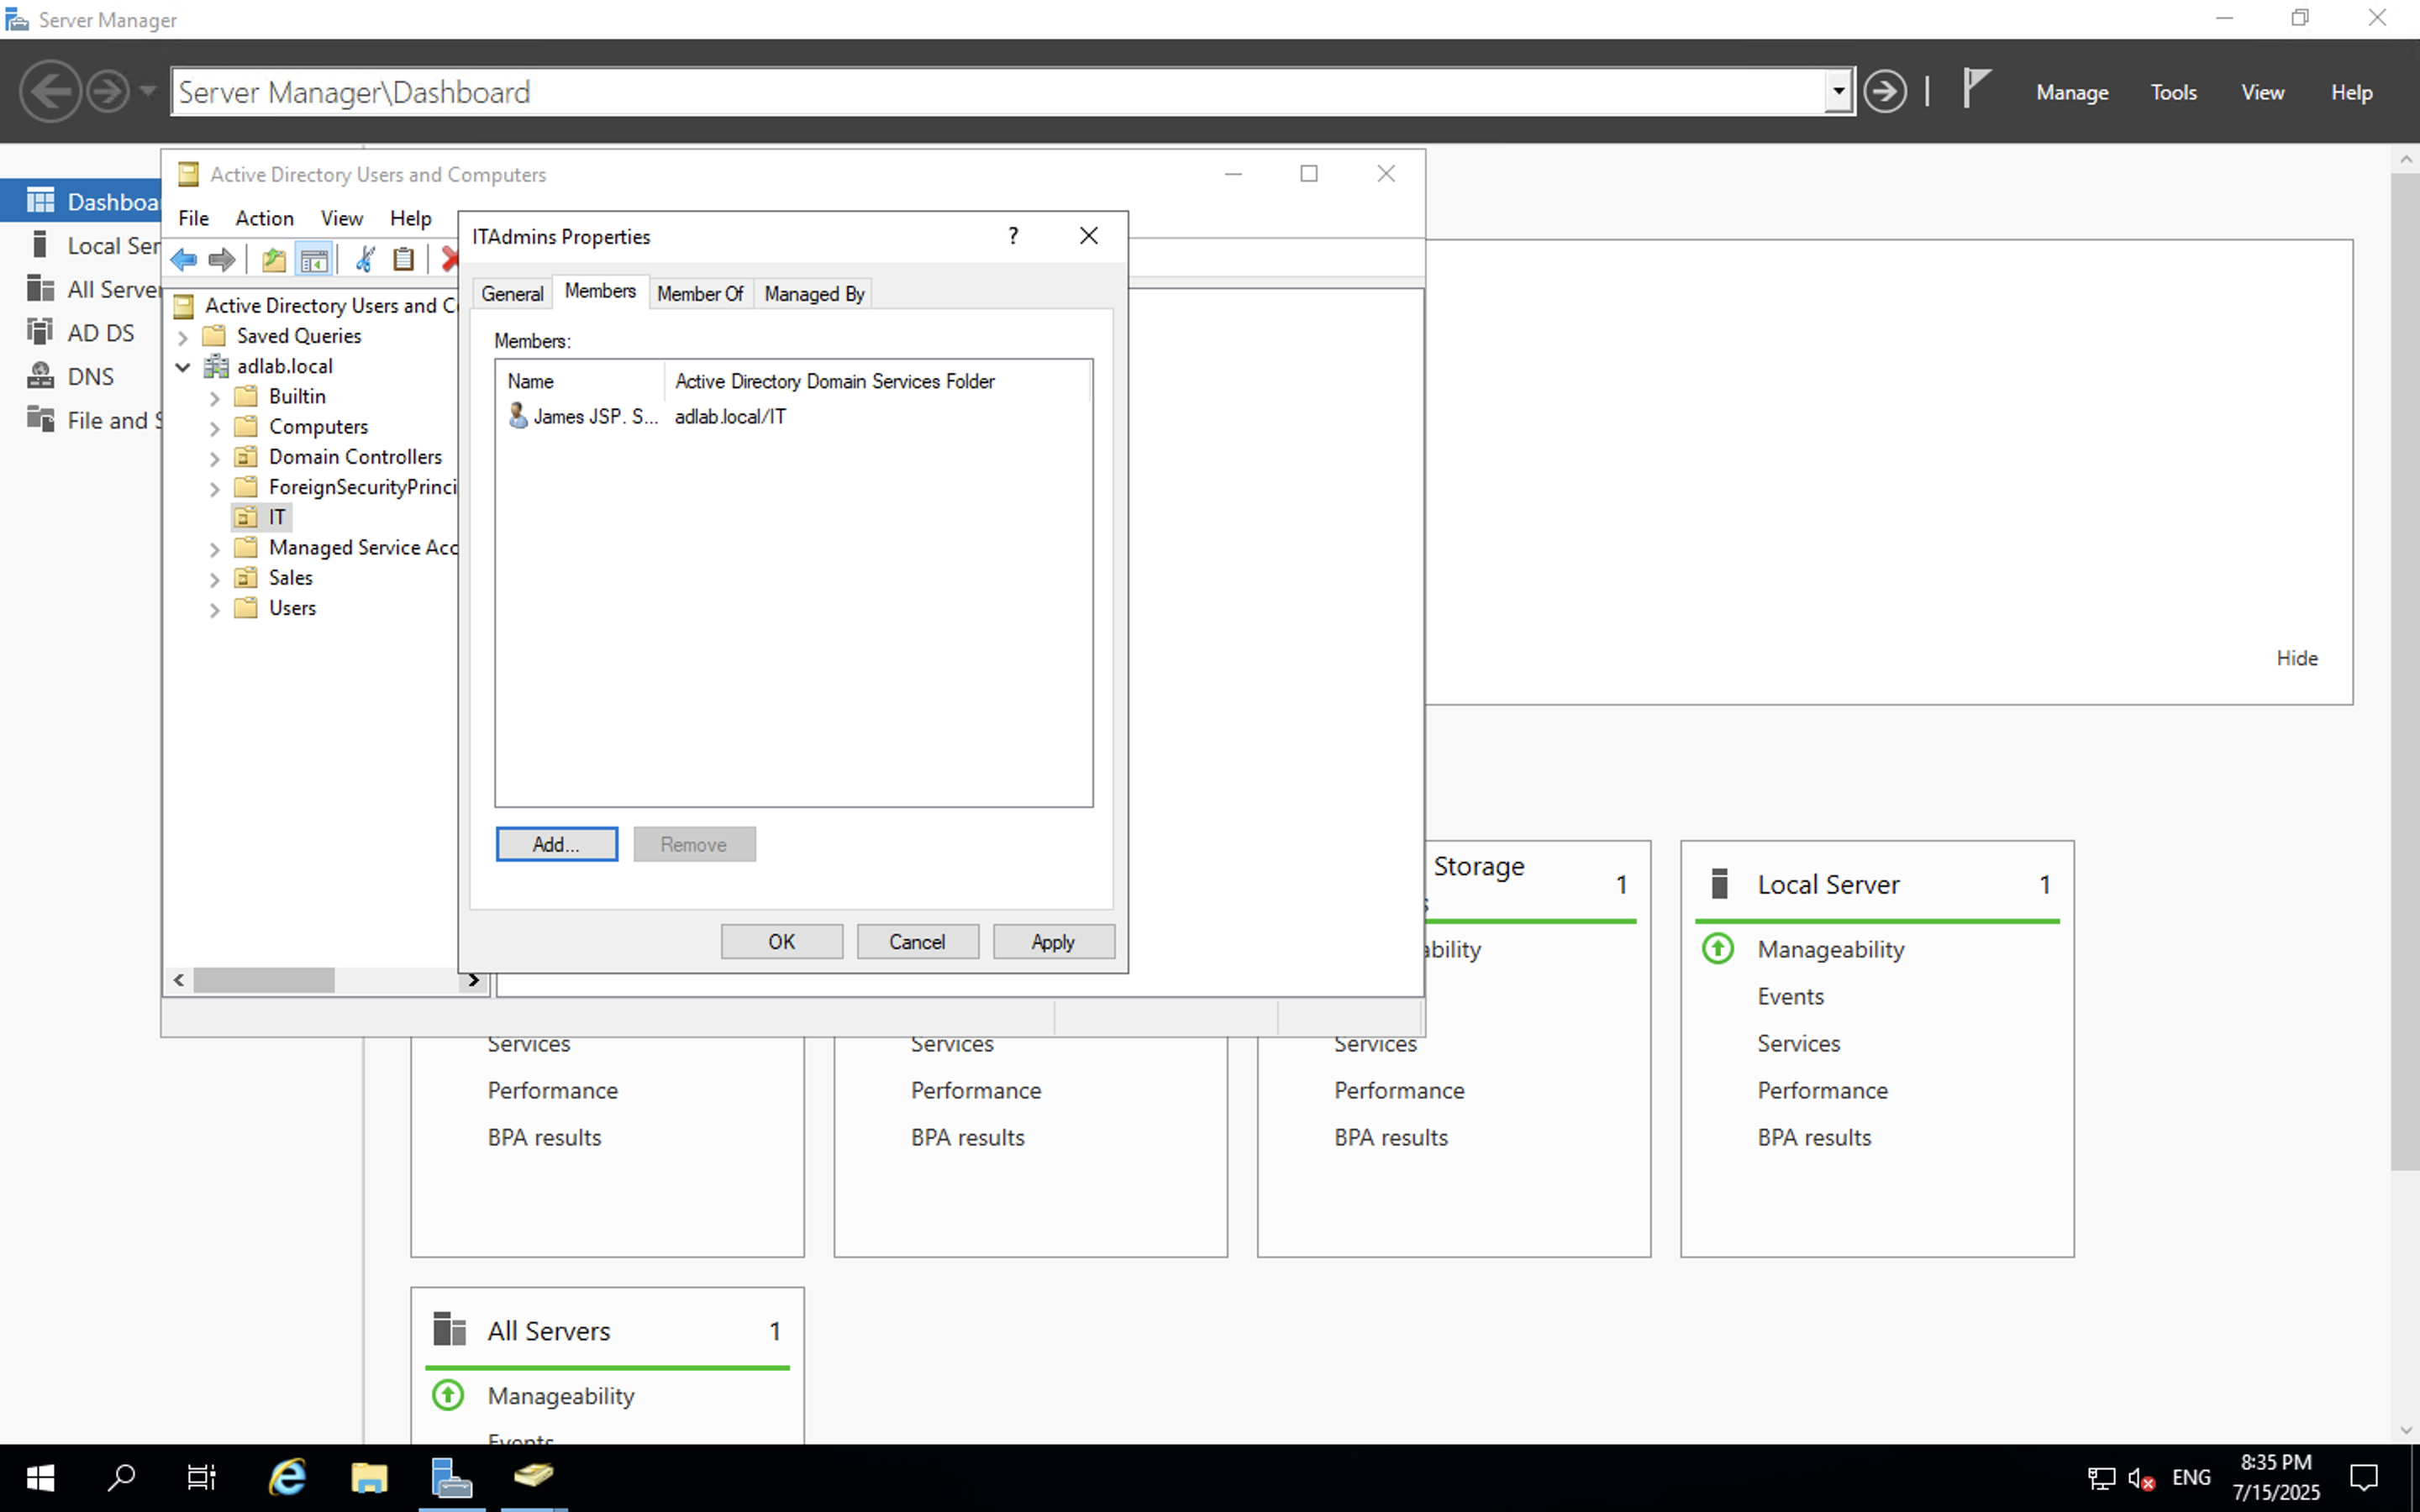 Server Manager
Server Manager\Dashboard
Manage
Tools
View
Help
Local Ser
All Server
AD DS
DNS
Active Directory Users and Computers
File
Action
View
Help
Active Directory Users and C
Saved Queries
adlab.local
Builtin
Computers
Domain Controllers
ForeignSecurityPrinci
IT
Managed Service Acc
Sales
Users
ITAdmins Properties
?
General
Members
Member Of
Managed By
Members:
Name
Active Directory Domain Services Folder
James JSP. S...
adlab.local/IT
Add...
Remove
OK
Cancel
Apply
Hide
Storage
1
ability
Services
Performance
BPA results
Services
Performance
BPA results
Services
Performance
BPA results
Local Server
1
Manageability
Events
Services
Performance
BPA results
All Servers
1
Manageability
Events
ENG
8:35 PM
7/15/2025